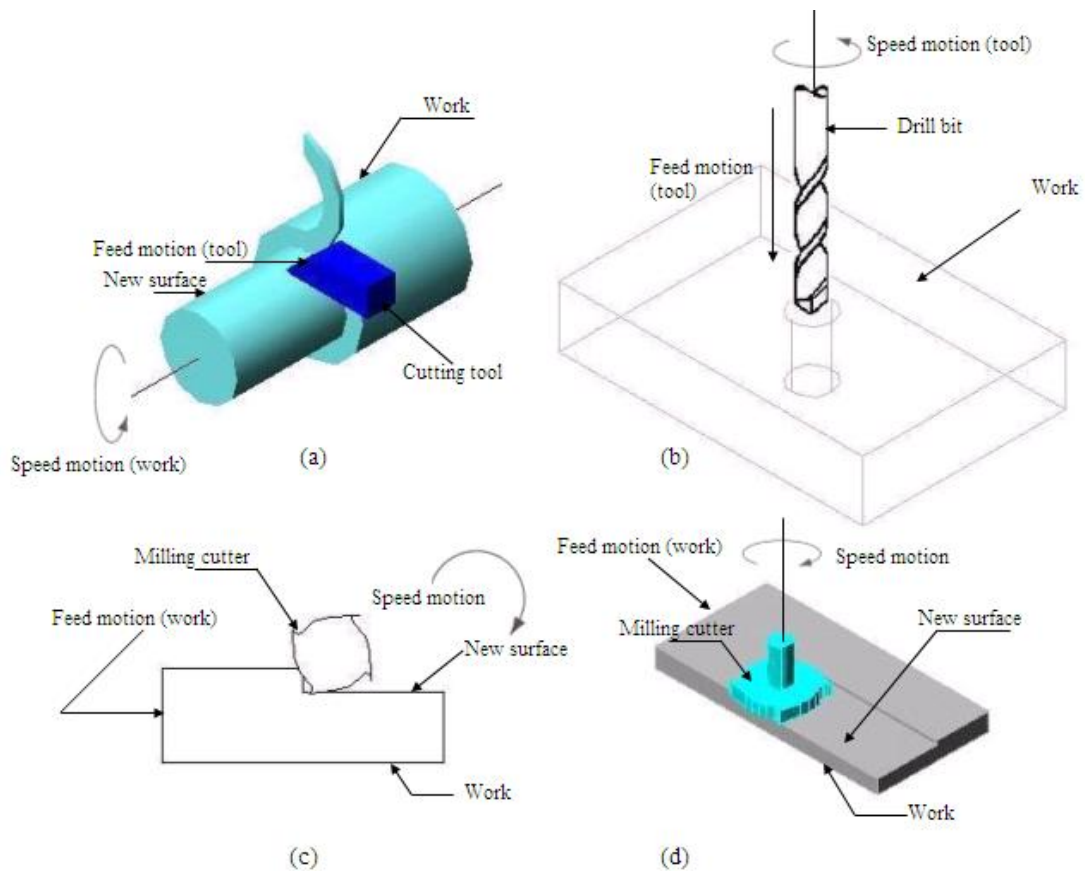 Work
Feed motion (tool)
New surface
Cutting tool
Speed motion (work)
(a)
Speed motion (tool)
Drill bit
Feed motion
(tool)
Work
(b)
Milling cutter
Speed motion
Feed motion (work)
New surface
Work
(c)
Feed motion (work)
Speed motion
Milling cutter
New surface
Work
(d)